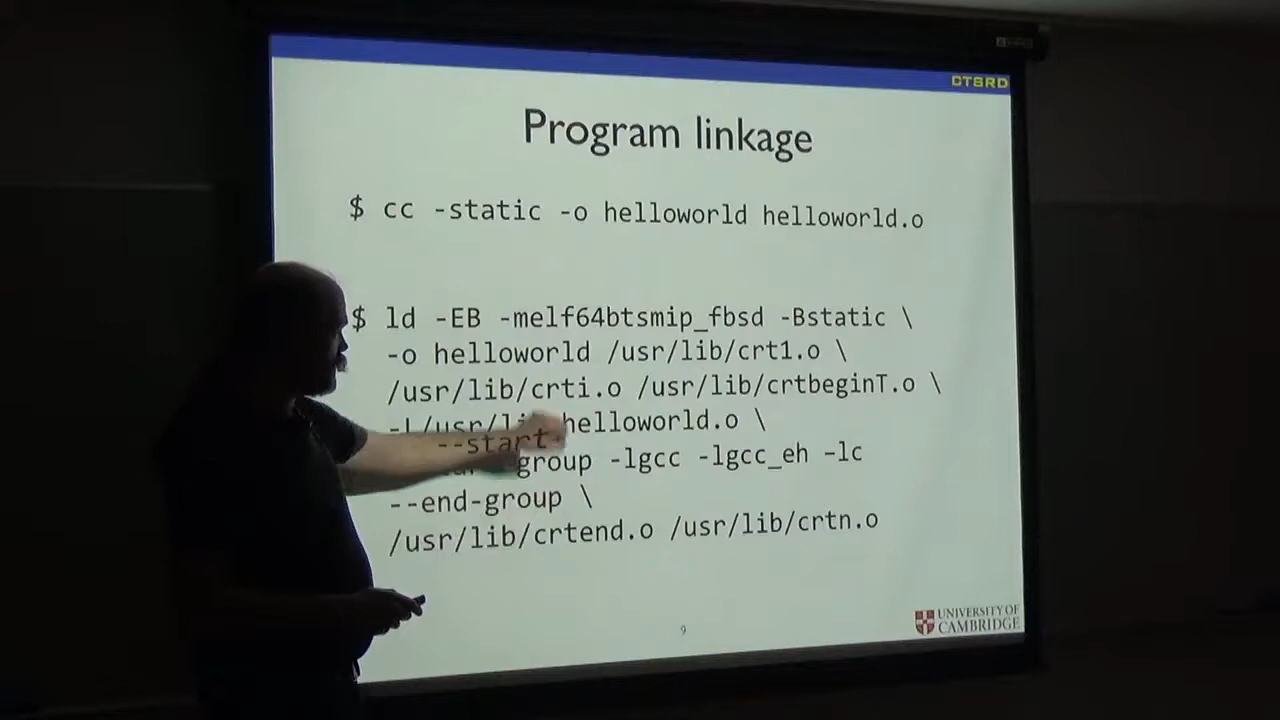 CTSRD
Program linkage
$ cc -static -o helloworld helloworld.o
$ ld -EB -melf64btsmip_fbsd -Bstatic \
-o helloworld /usr/lib/crt1.o \
/usr/lib/crti.o /usr/lib/crtbeginT.o \
-L/usr/lib helloworld.o \
--start-group -lgcc -lgcc_eh –lc
--end-group \
/usr/lib/crtend.o /usr/lib/crtn.o
9
UNIVERSITY OF
CAMBRIDGE